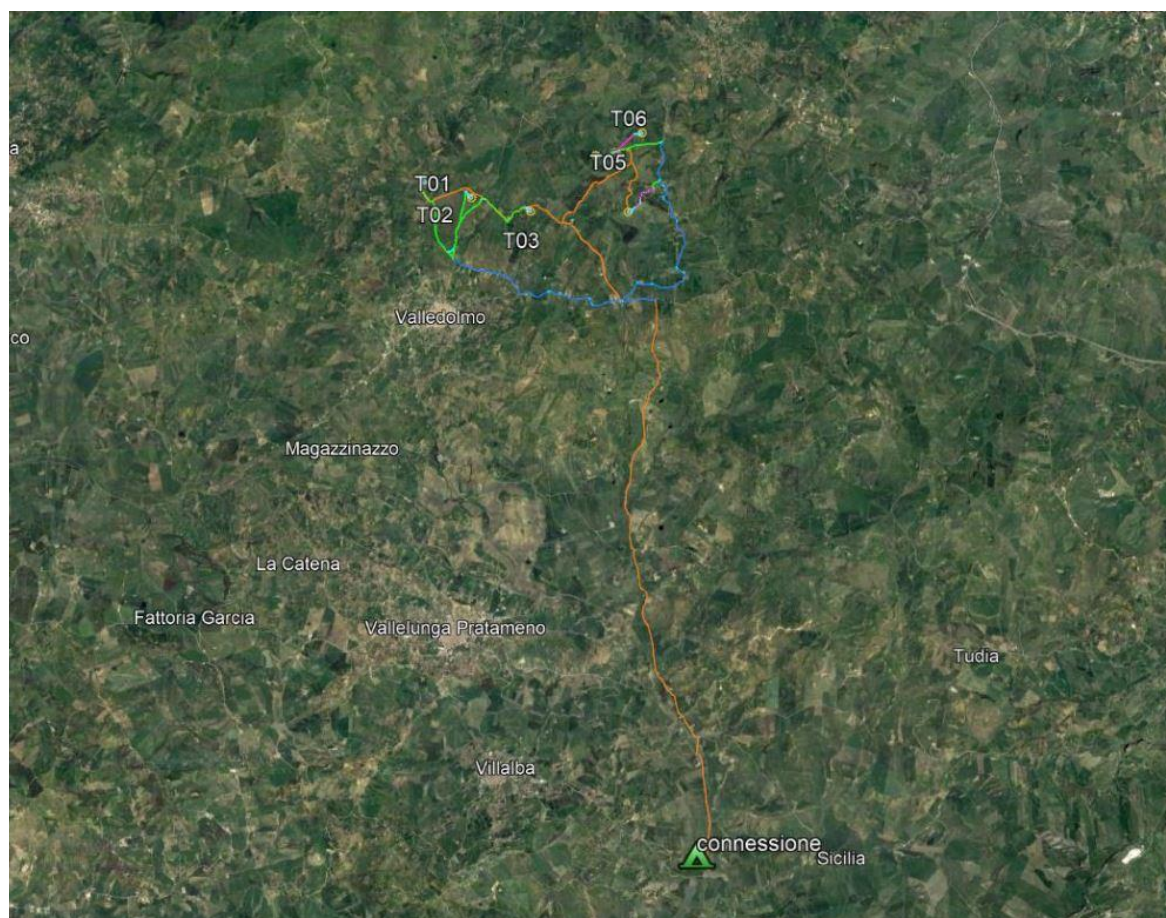 T06
a
T05
T01
T02
T03
Valledolmo
co
Magazzinazzo
La Catena
Fattoria Garcia
Vallelunga Pratameno
Tudia
Villalba
connessione
Sicilia